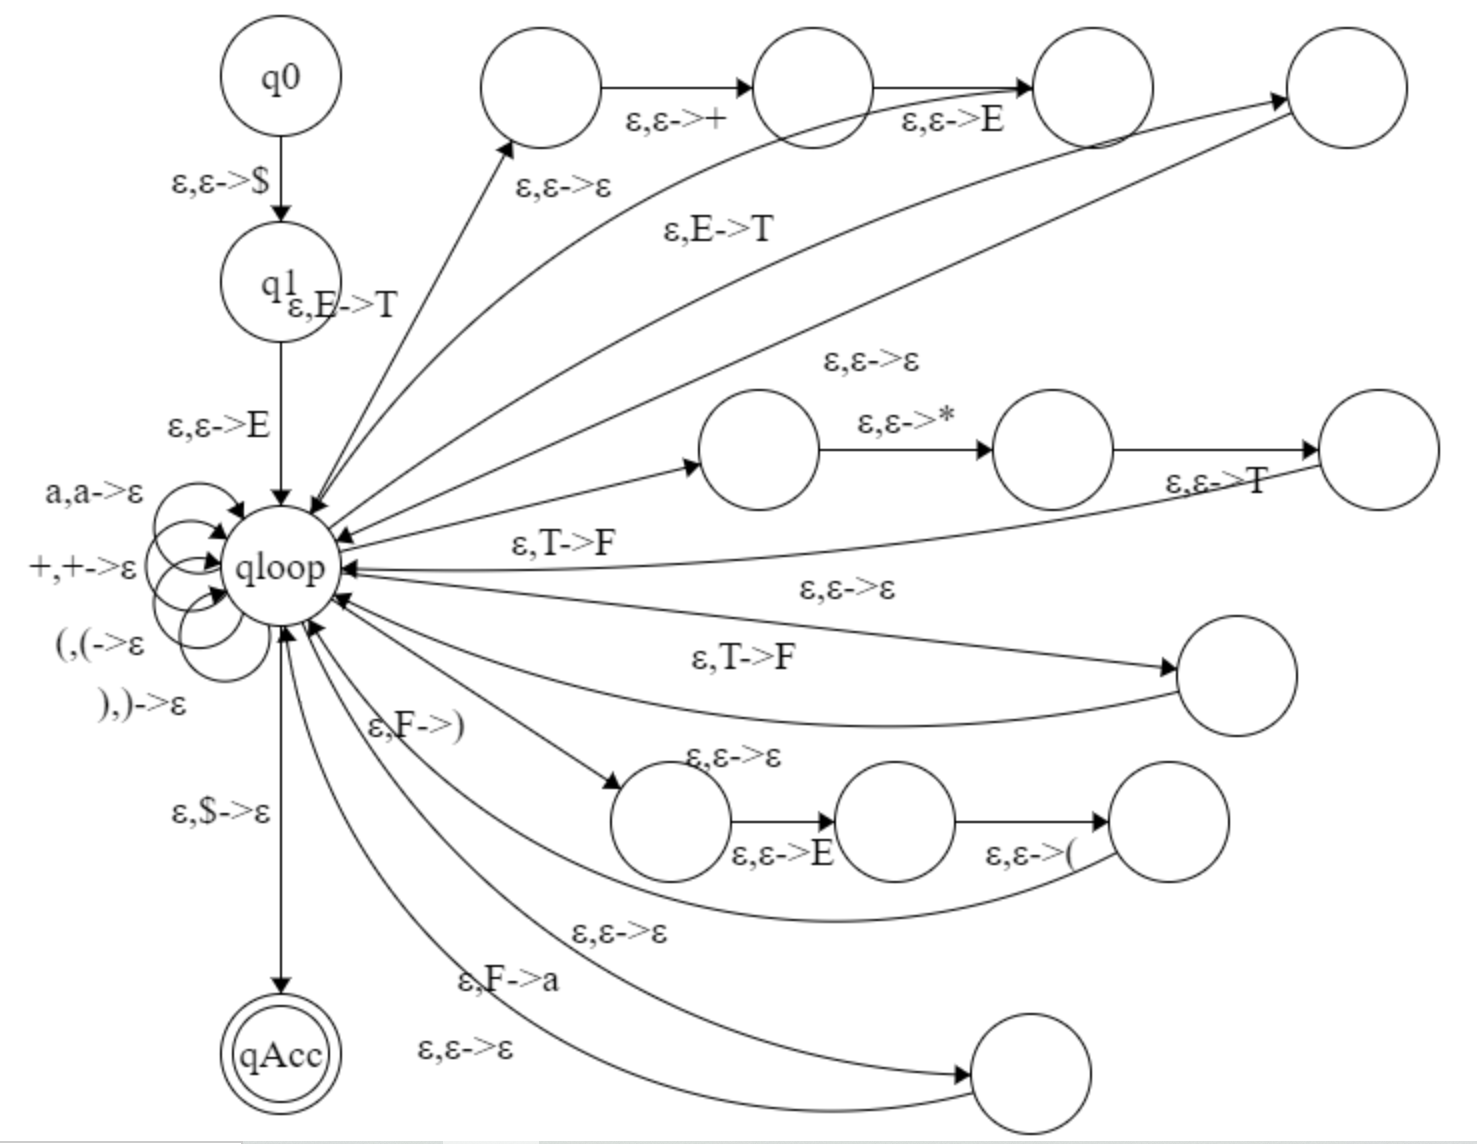 q0
ε,ε->+
ε,ε->E
ε,ε->$
ε,ε->ε
ε,E->T
q1
ε,E->T
ε,ε->ε
ε,ε->E
ε,ε->*
ε,ε->T
a,a->ε
ε,T->F
+,+->ε
qloop
ε,ε->ε
(,(->ε
ε,T->F
),)->ε
ε,F->)
ε,ε->ε
ε,$->ε
ε,ε->E
ε,ε->(
ε,ε->ε
ε,F->a
ε,ε->ε
qAcc